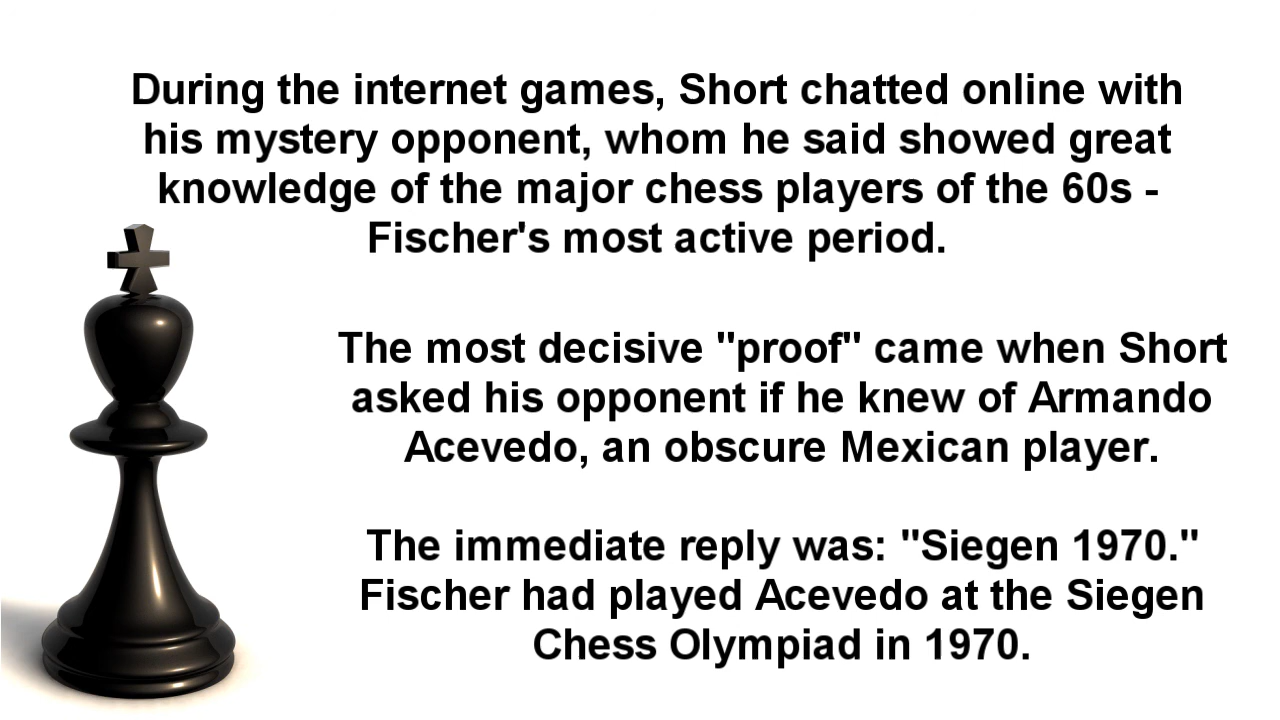 During the internet games, Short chatted online with
his mystery opponent, whom he said showed great
knowledge of the major chess players of the 60s -
Fischer's most active period.
The most decisive "proof" came when Short
asked his opponent if he knew of Armando
Acevedo, an obscure Mexican player.
The immediate reply was: "Siegen 1970."
Fischer had played Acevedo at the Siegen
Chess Olympiad in 1970.